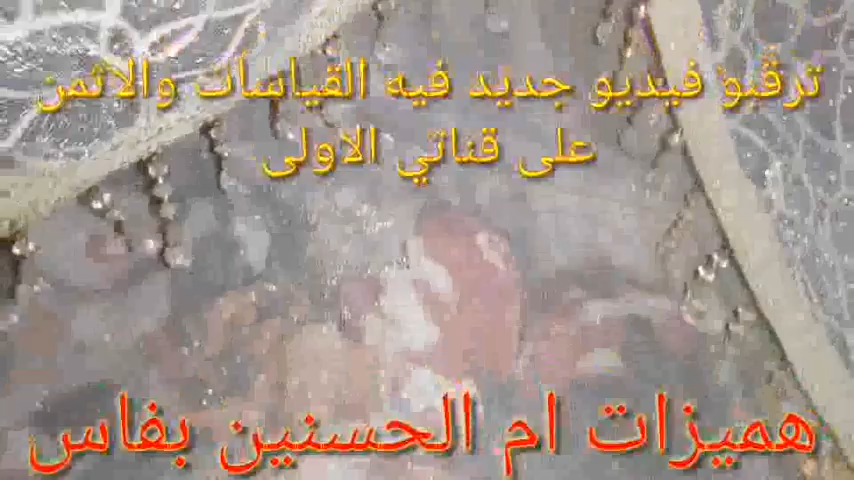 ترقبو فيديو جديد فيه القياسات والاثمن
على قناتي الاولى
هميزات ام الحسنين بفاس